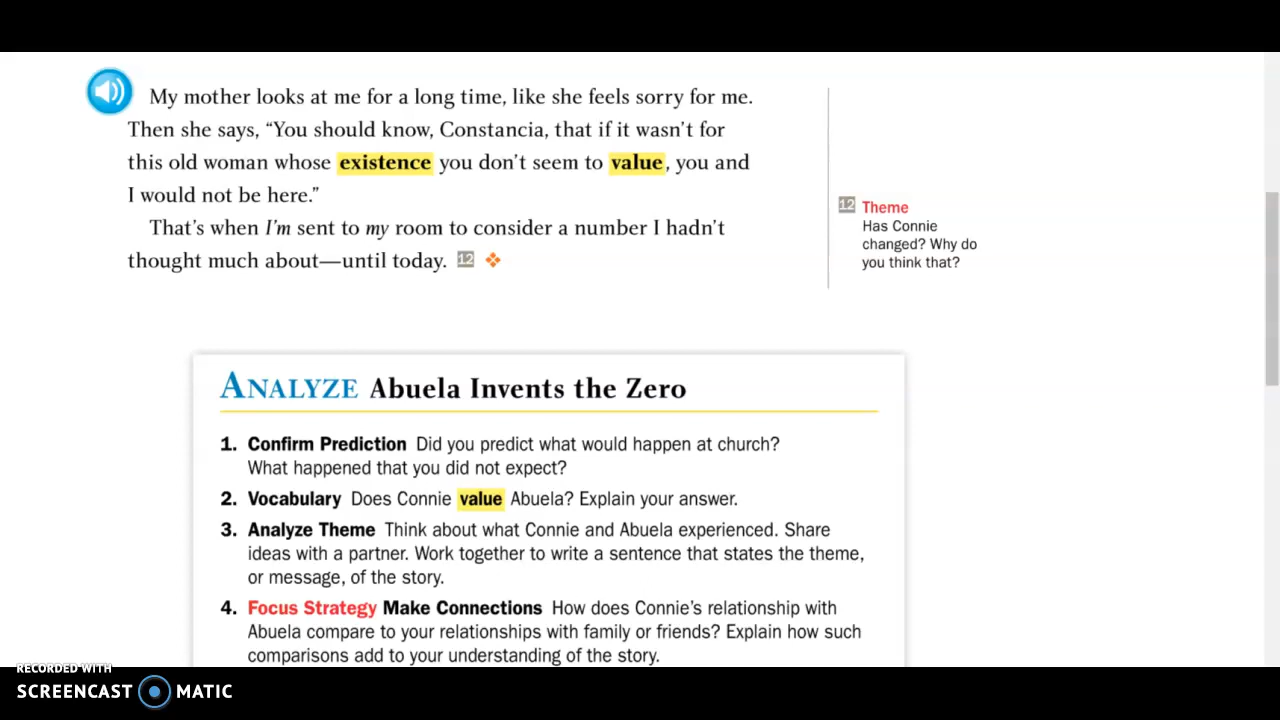 My mother looks at me for a long time, like she feels sorry for me.
Then she says, “You should know, Constancia, that if it wasn’t for
this old woman whose existence you don’t seem to value, you and
I would not be here.”
That’s when I’m sent to my room to consider a number I hadn’t
thought much about—until today. 12
12 Theme
Has Connie
changed? Why do
you think that?
ANALYZE Abuela Invents the Zero
1. Confirm Prediction Did you predict what would happen at church?
What happened that you did not expect?
2. Vocabulary Does Connie value Abuela? Explain your answer.
3. Analyze Theme Think about what Connie and Abuela experienced. Share
ideas with a partner. Work together to write a sentence that states the theme,
or message, of the story.
4. Focus Strategy Make Connections How does Connie’s relationship with
Abuela compare to your relationships with family or friends? Explain how such
comparisons add to your understanding of the story.
RECORDED WITH
SCREENCAST MATIC